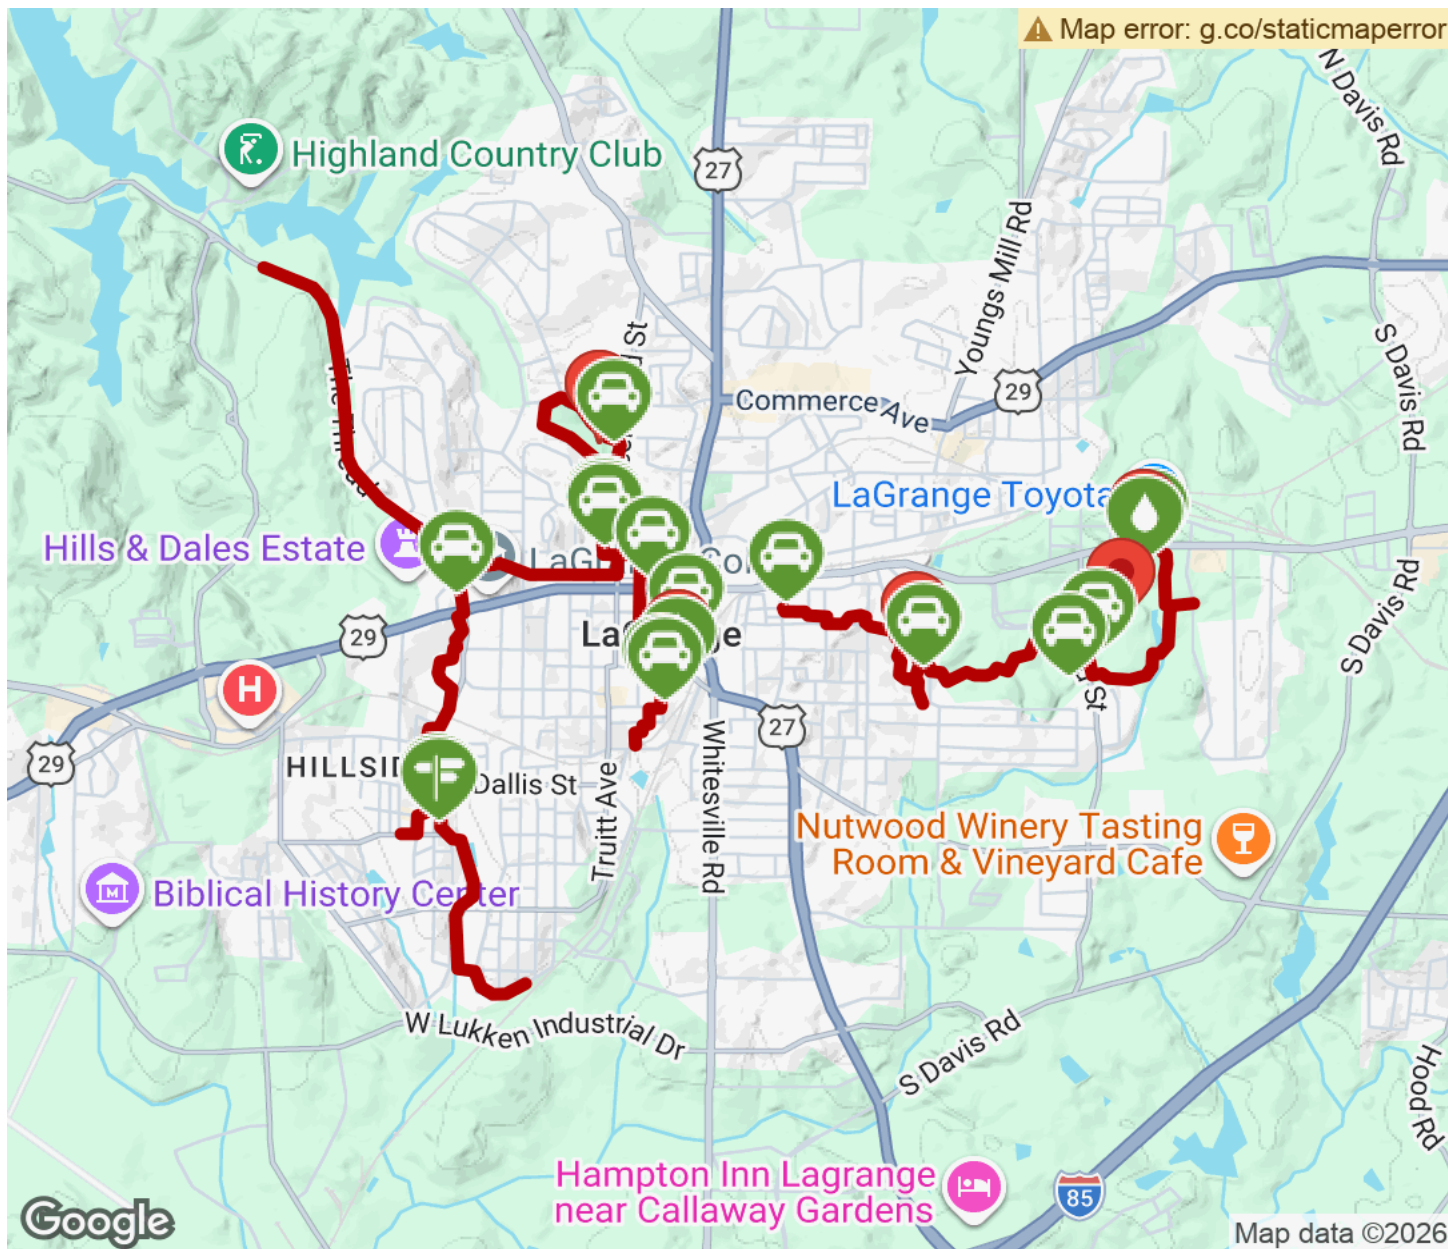 Map error: g.co/staticmaperror
N Davis Rd
Highland Country Club
27
Youngs Mill Rd
S Davis Rd
29
Commerce Ave
St
LaGrange Toyota
Hills & Dales Estate
29
S Davis Rd
H
St
27
29
HILLSI
Dallis St
Whitesville Rd
Truitt Ave
Nutwood Winery Tasting
Room & Vineyard Cafe
Biblical History Center
W Lukken Industrial Dr
S Davis Rd
Hood Rd
Hampton Inn Lagrange
near Callaway Gardens
85
Google
Map data ©2026